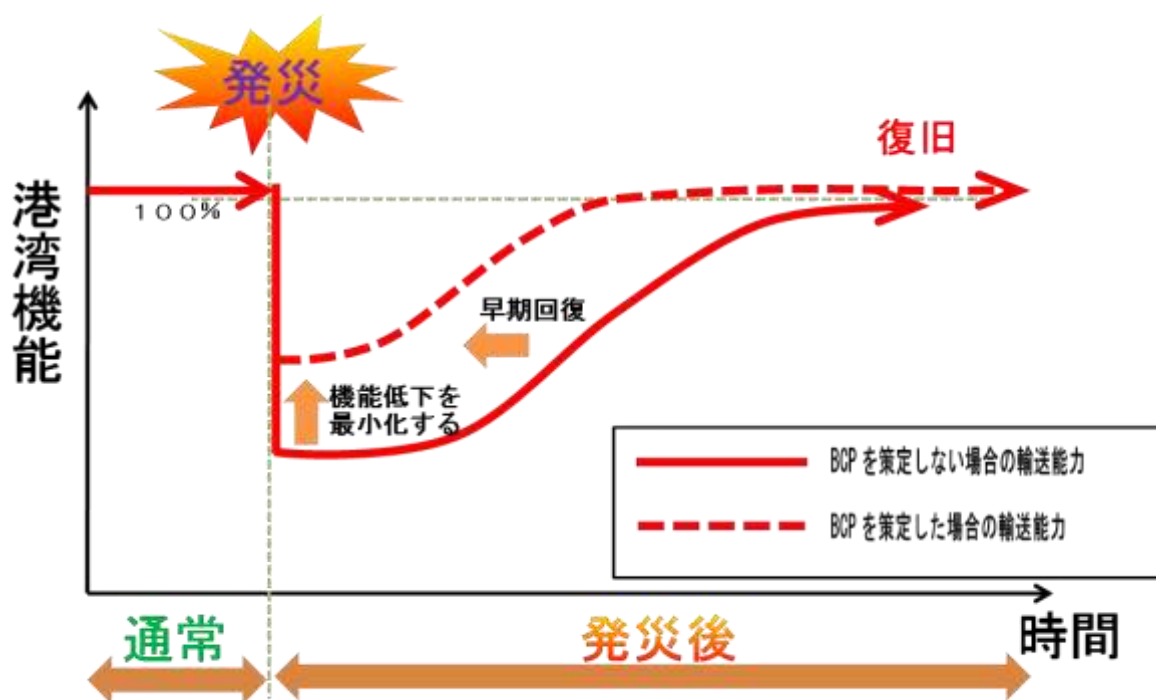 発災
復旧
港湾機能
１００%
早期回復
機能低下を
最小化する
BCPを策定しない場合の輸送能力
BCPを策定した場合の輸送能力
通常
発災後
時間